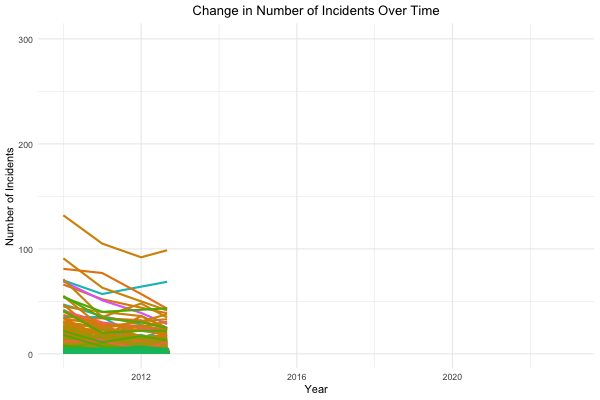 Change in Number of Incidents Over Time
300
200
100
0
Number of Incidents
2012
2016
2020
Year